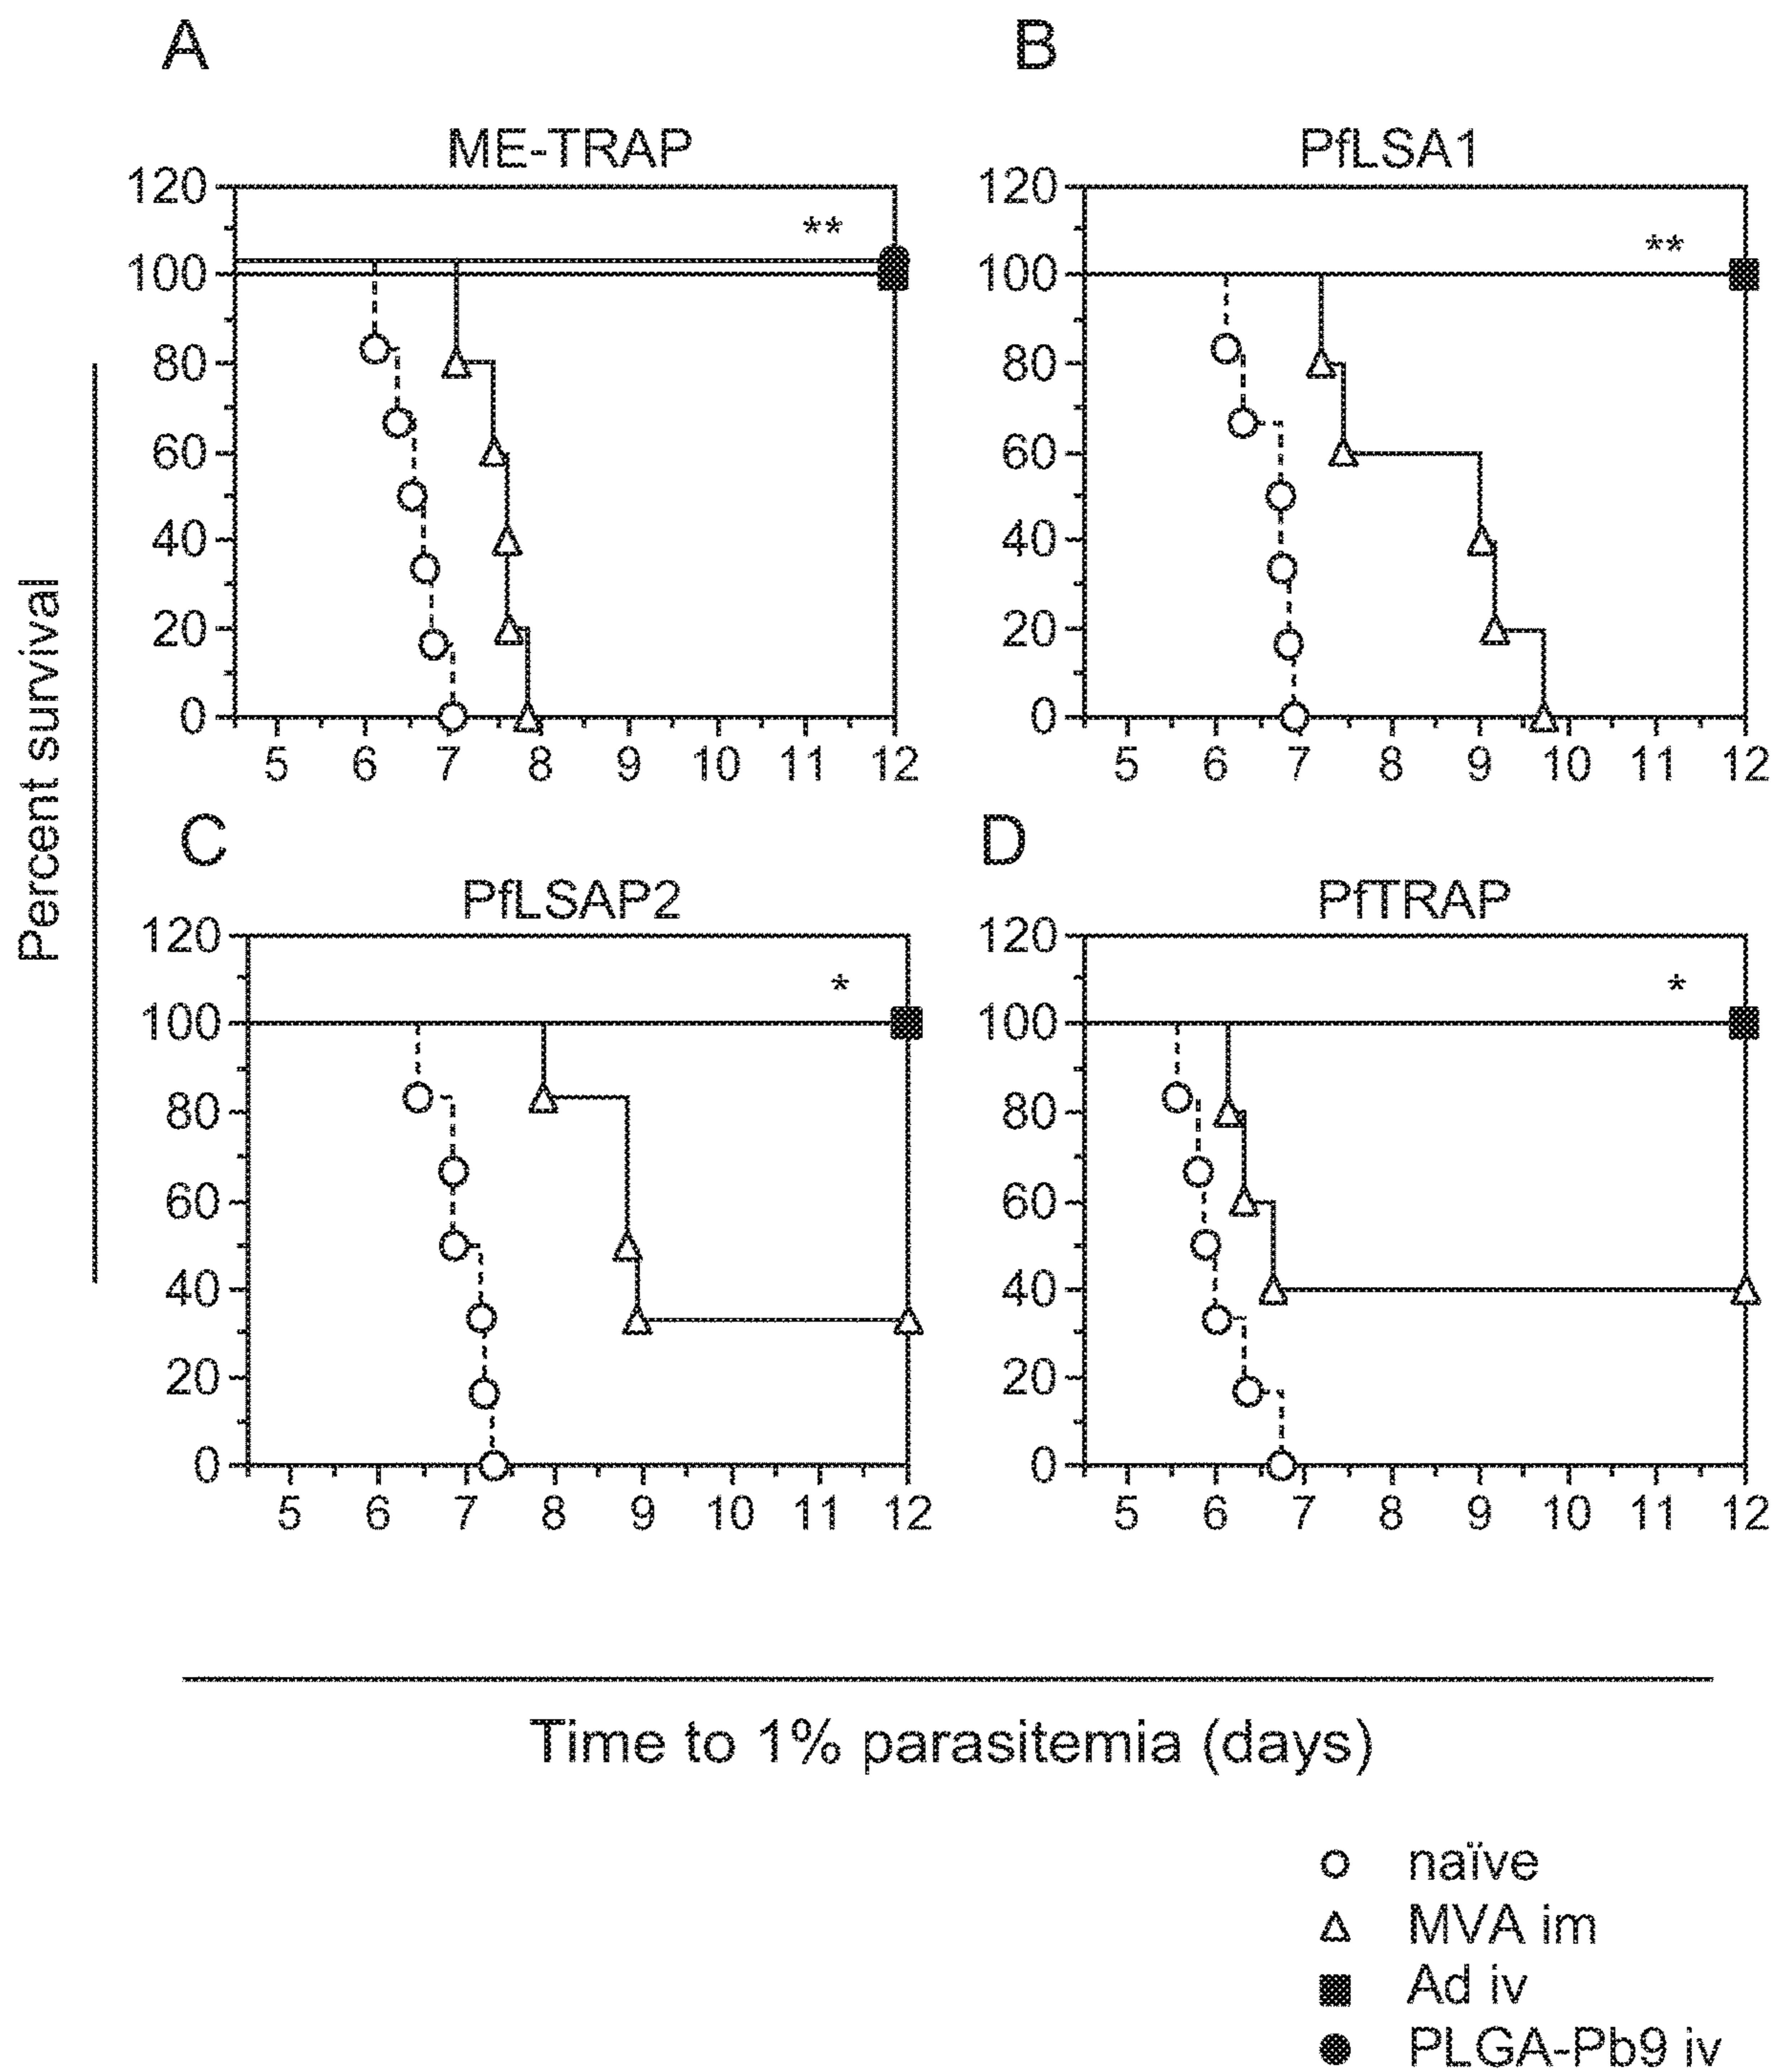 A
B
ME-TRAP
PfLSA1
120
100
80
60
40
20
0
**
5 6 7 8 9 10 11 12
120
100
80
60
40
20
0
**
5 6 7 8 9 10 11 12
C
D
PfLSAP2
PfTRAP
120
100
80
60
40
20
0
*
5 6 7 8 9 10 11 12
120
100
80
60
40
20
0
*
5 6 7 8 9 10 11 12
Percent survival
Time to 1% parasitemia (days)
naïve
MVA im
Ad iv
PLGA-Pb9 iv